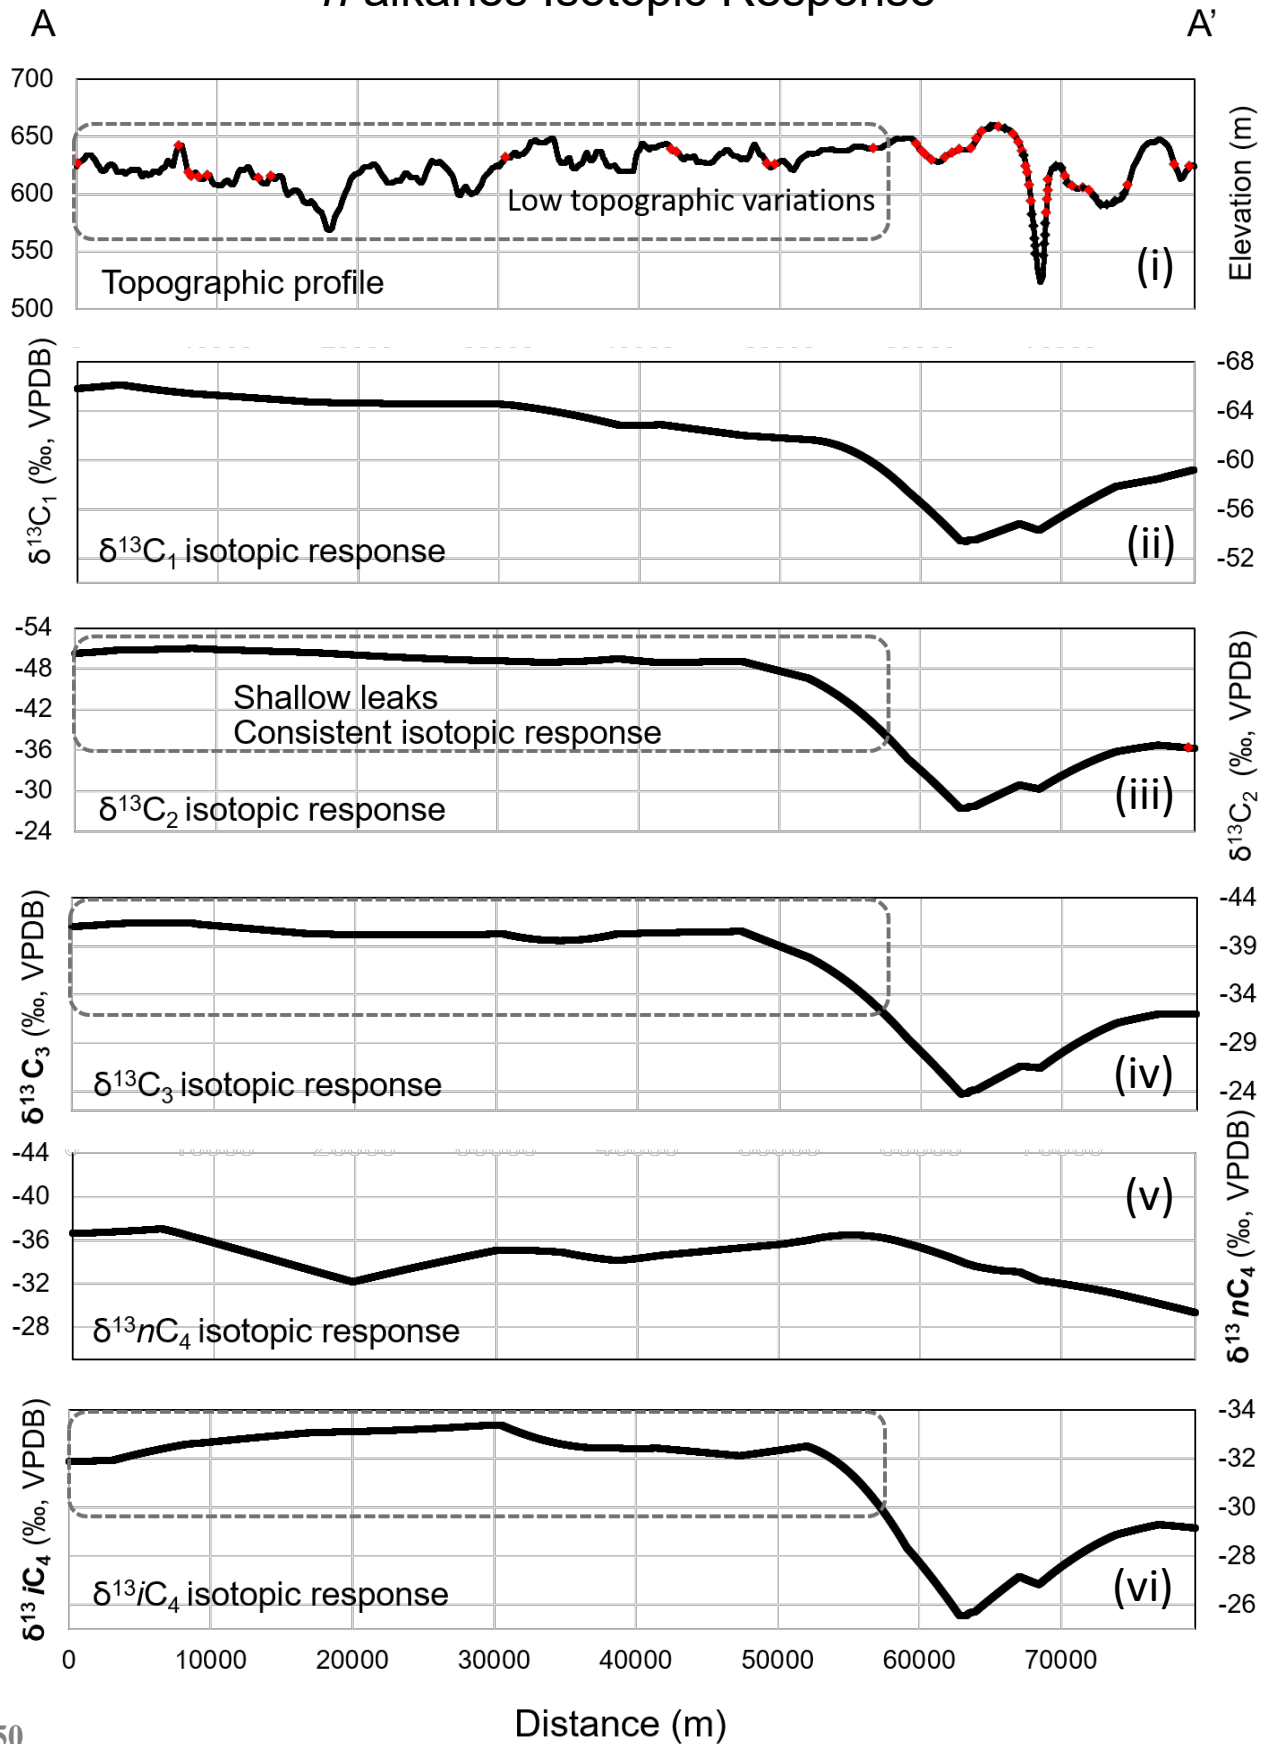 n alkanes Isotopic Response
A
A'
700
650
600
550
500
Elevation (m)
Low topographic variations
Topographic profile
(i)
δ¹³C₁ (‰, VPDB)
-68
-64
-60
-56
-52
δ¹³C₁ isotopic response
(ii)
-54
-48
-42
-36
-30
-24
Shallow leaks
Consistent isotopic response
δ¹³C₂ isotopic response
(iii)
δ¹³C₂ (‰, VPDB)
δ¹³C₃ (‰, VPDB)
-44
-39
-34
-29
-24
δ¹³C₃ isotopic response
(iv)
-44
-40
-36
-32
-28
(v)
δ¹³nC₄ isotopic response
δ¹³ nC₄ (‰, VPDB)
δ¹³ iC₄ (‰, VPDB)
-34
-32
-30
-28
-26
δ¹³iC₄ isotopic response
(vi)
0 10000 20000 30000 40000 50000 60000 70000
Distance (m)